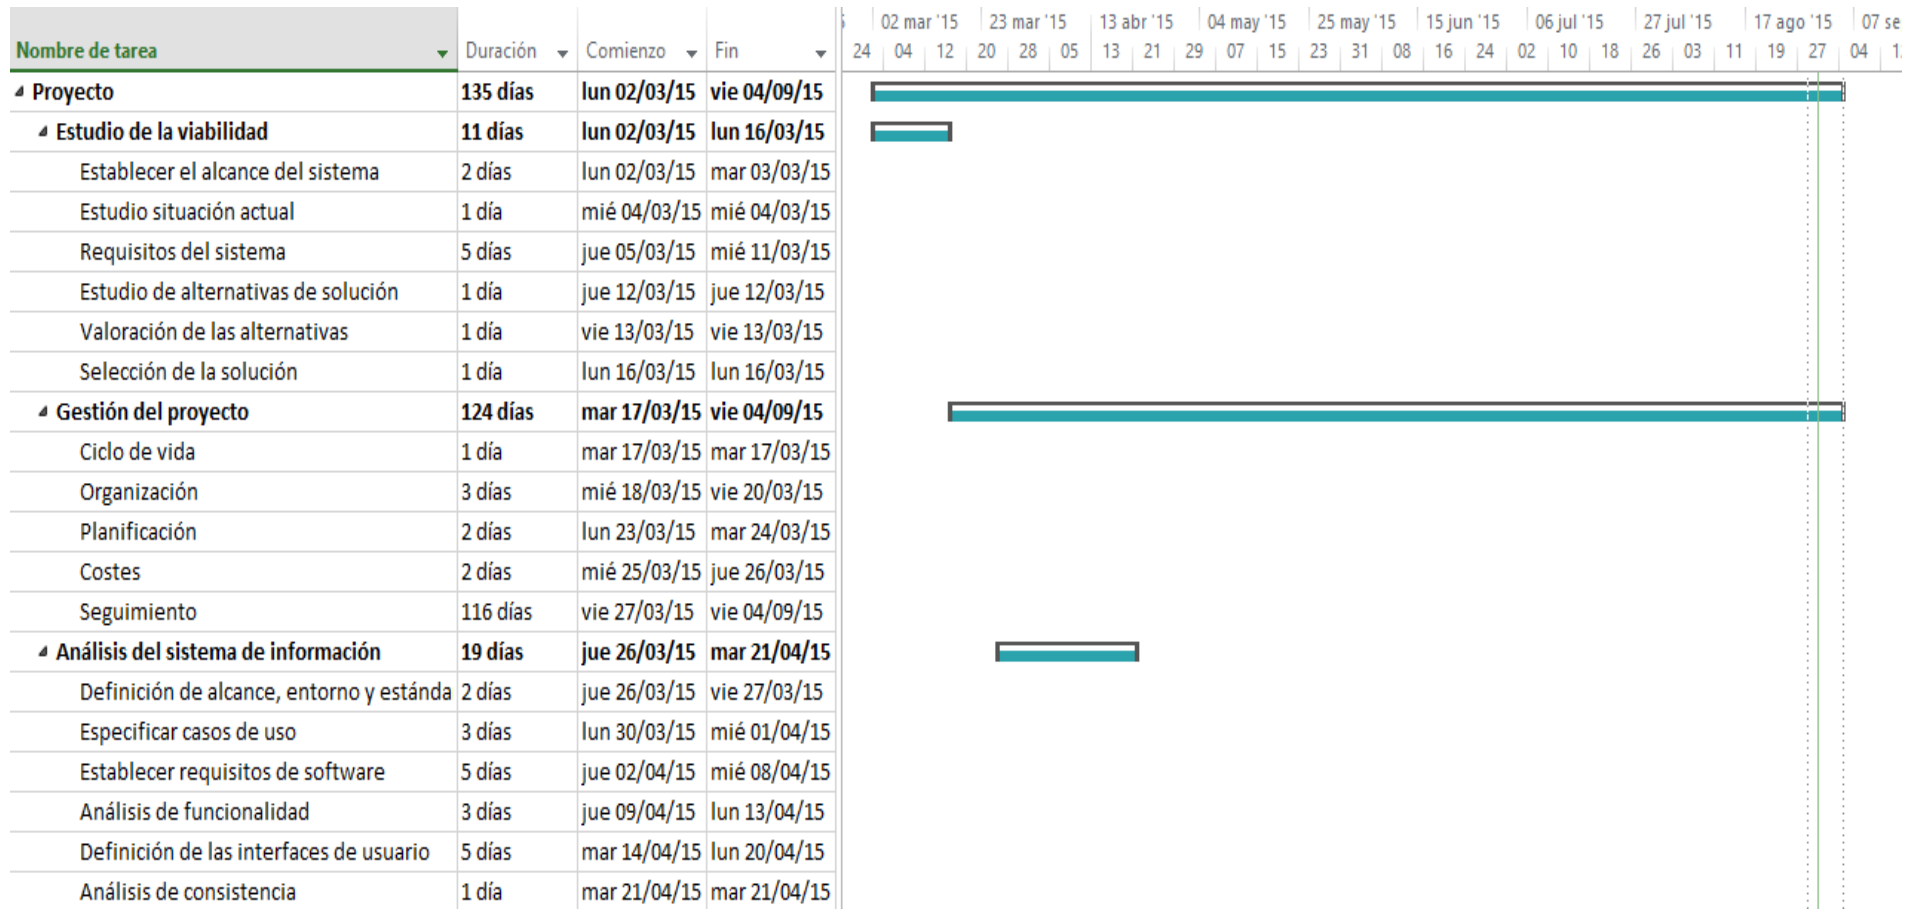 02 mar '15 23 mar '15 13 abr '15 04 may '15 25 may '15 15 jun '15 06 jul '15 27 jul '15 17 ago '15 07 se
Nombre de tarea Duración Comienzo Fin 24 04 12 20 28 05 13 21 29 07 15 23 31 08 16 24 02 10 18 26 03 11 19 27 04 1
Proyecto 135 días lun 02/03/15 vie 04/09/15
Estudio de la viabilidad 11 días lun 02/03/15 lun 16/03/15
Establecer el alcance del sistema 2 días lun 02/03/15 mar 03/03/15
Estudio situación actual 1 día mié 04/03/15 mié 04/03/15
Requisitos del sistema 5 días jue 05/03/15 mié 11/03/15
Estudio de alternativas de solución 1 día jue 12/03/15 jue 12/03/15
Valoración de las alternativas 1 día vie 13/03/15 vie 13/03/15
Selección de la solución 1 día lun 16/03/15 lun 16/03/15
Gestión del proyecto 124 días mar 17/03/15 vie 04/09/15
Ciclo de vida 1 día mar 17/03/15 mar 17/03/15
Organización 3 días mié 18/03/15 vie 20/03/15
Planificación 2 días lun 23/03/15 mar 24/03/15
Costes 2 días mié 25/03/15 jue 26/03/15
Seguimiento 116 días vie 27/03/15 vie 04/09/15
Análisis del sistema de información 19 días jue 26/03/15 mar 21/04/15
Definición de alcance, entorno y estánda 2 días jue 26/03/15 vie 27/03/15
Especificar casos de uso 3 días lun 30/03/15 mié 01/04/15
Establecer requisitos de software 5 días jue 02/04/15 mié 08/04/15
Análisis de funcionalidad 3 días jue 09/04/15 lun 13/04/15
Definición de las interfaces de usuario 5 días mar 14/04/15 lun 20/04/15
Análisis de consistencia 1 día mar 21/04/15 mar 21/04/15